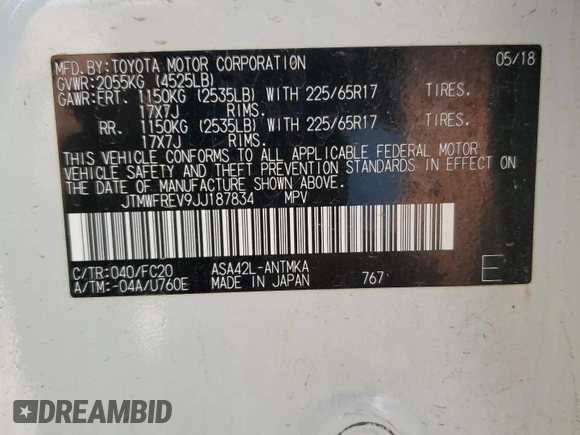 MFD.BY:TOYOTA MOTOR CORPORATION 05/18
GVWR:2055KG (4525LB)
GAWR:FRT. 1150KG (2535LB) WITH 225/65R17 TIRES.
17X7J RIMS.
RR. 1150KG (2535LB) WITH 225/65R17 TIRES.
17X7J RIMS.
THIS VEHICLE CONFORMS TO ALL APPLICABLE FEDERAL MOTOR
VEHICLE SAFETY AND THEFT PREVENTION STANDARDS IN EFFECT ON
THE DATE OF MANUFACTURE SHOWN ABOVE.
JTMWFREV9JJ187834 MPV
C/TR:040/FC20 ASA42L-ANTMKA
A/TM:-04A/U760E MADE IN JAPAN 767 E
DREAMBID